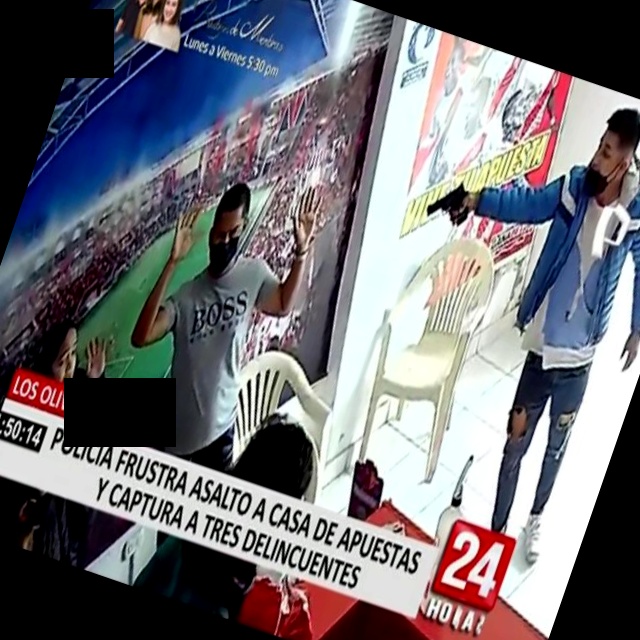 Lunes a Viernes 5:30 pm
BOSS
LOS OLI
:50:14
POLICÍA FRUSTRA ASALTO A CASA DE APUESTAS
Y CAPTURA A TRES DELINCUENTES
24
HORAS